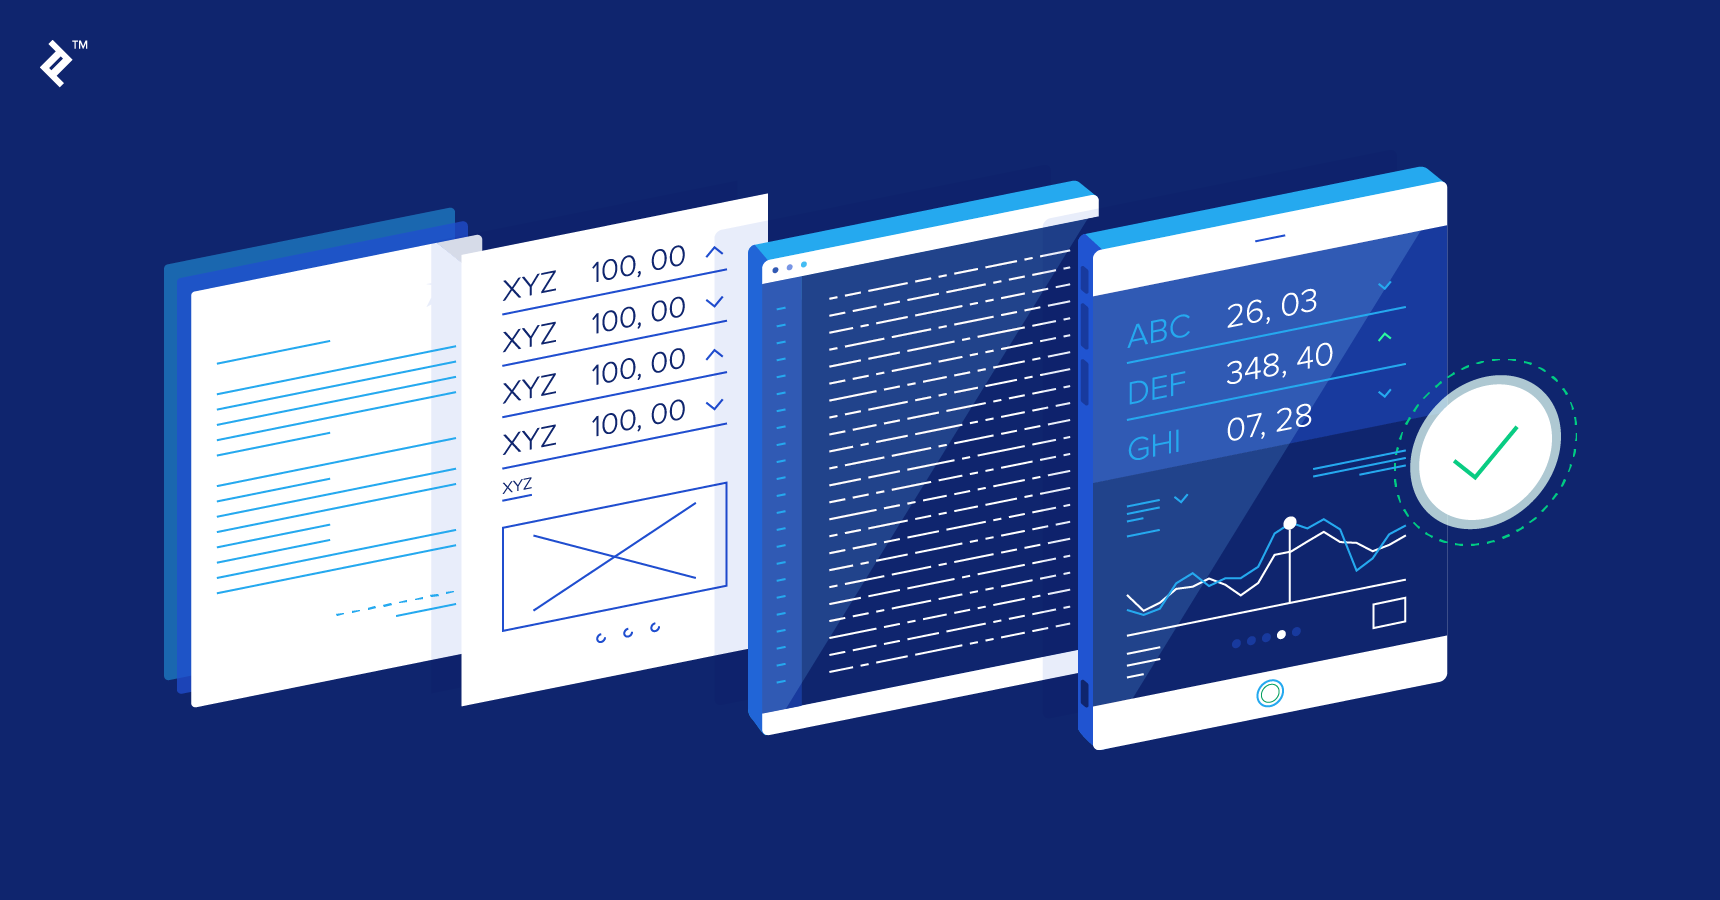 TM
XYZ 100, 00
XYZ 100, 00
XYZ 100, 00
XYZ 100, 00
XYZ
ABC 26, 03
DEF 348, 40
GHI 07, 28